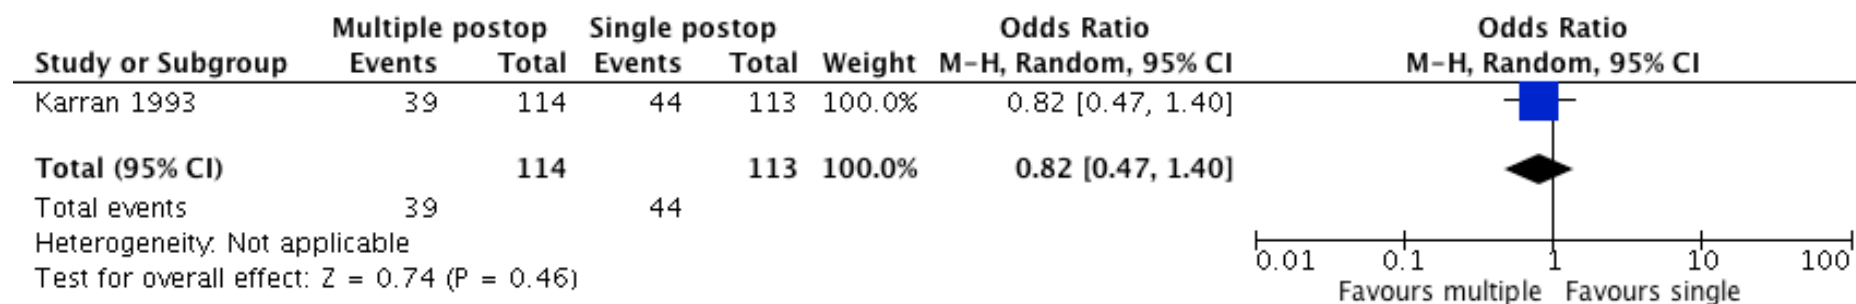 Multiple postop Single postop Odds Ratio Odds Ratio
Study or Subgroup Events Total Events Total Weight M-H, Random, 95% CI M-H, Random, 95% CI
Karran 1993 39 114 44 113 100.0% 0.82 [0.47, 1.40]
Total (95% CI) 114 113 100.0% 0.82 [0.47, 1.40]
Total events 39 44
Heterogeneity: Not applicable
Test for overall effect: Z = 0.74 (P = 0.46)
0.01 0.1 1 10 100
Favours multiple Favours single